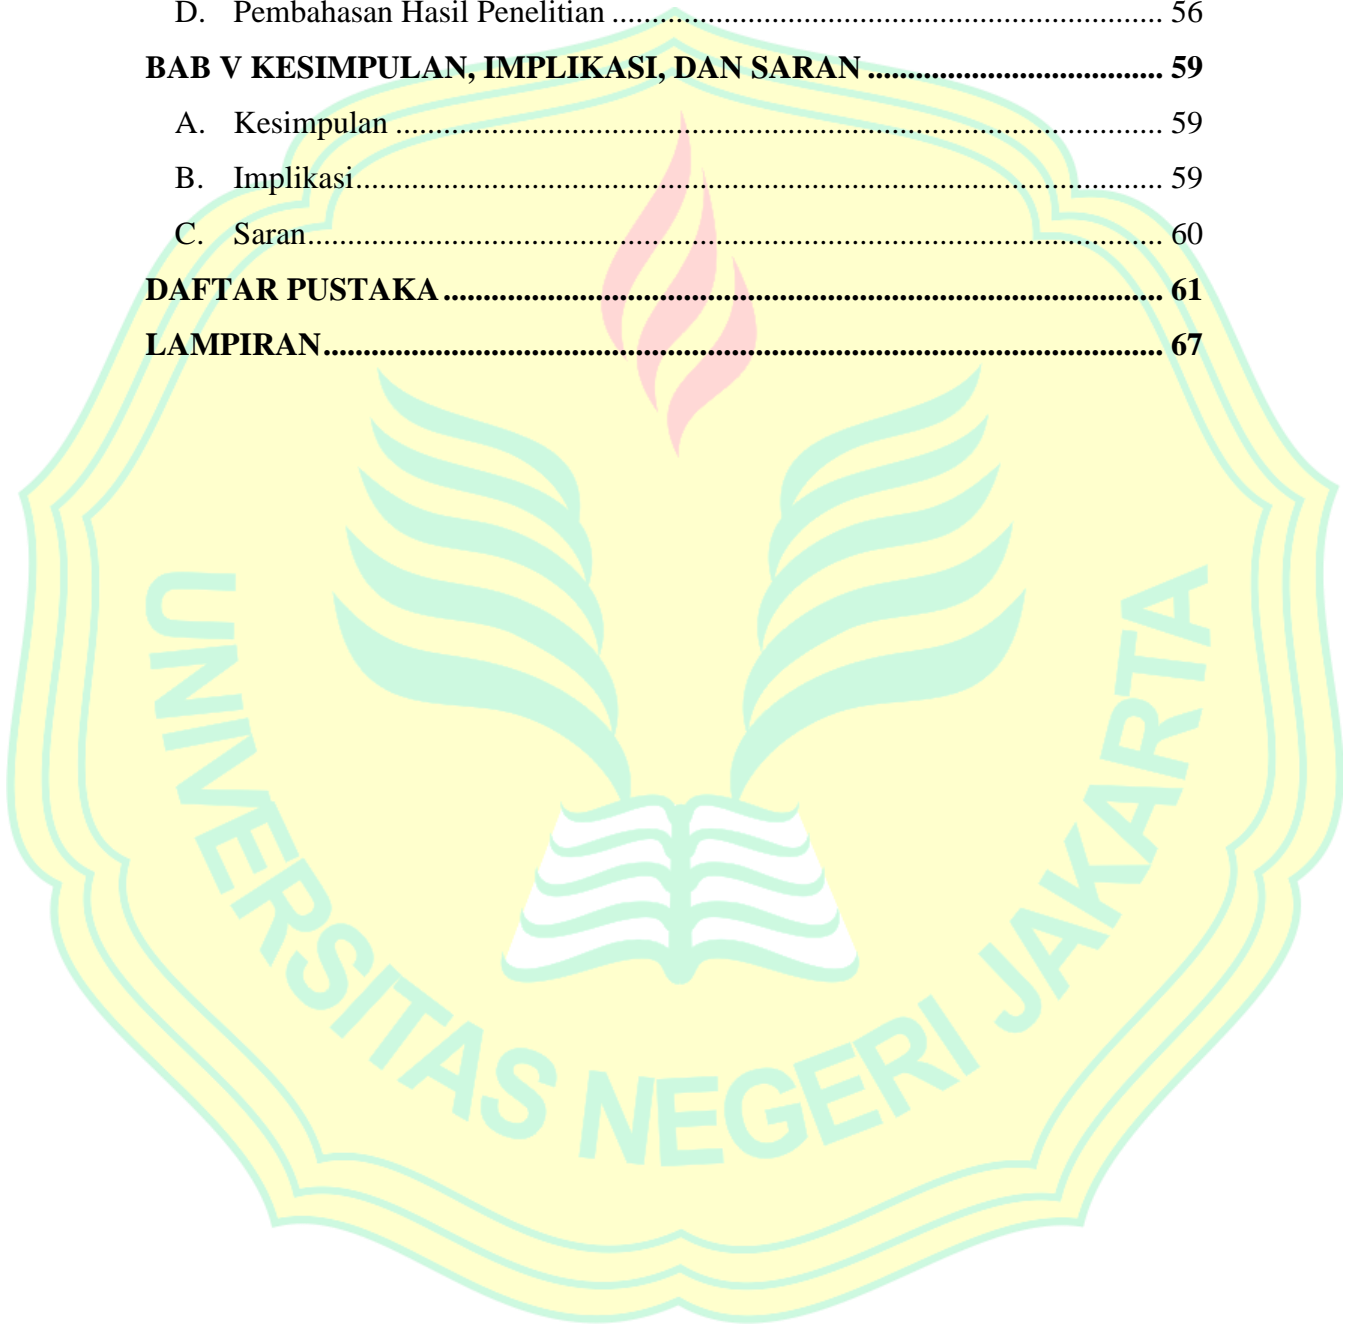 D. Pembahasan Hasil Penelitian ..................................................................... 56
BAB V KESIMPULAN, IMPLIKASI, DAN SARAN ..................................... 59
A. Kesimpulan ................................................................................................ 59
B. Implikasi..................................................................................................... 59
C. Saran........................................................................................................... 60
DAFTAR PUSTAKA .......................................................................................... 61
LAMPIRAN......................................................................................................... 67
UNIVERSITAS NEGERI JAKARTA